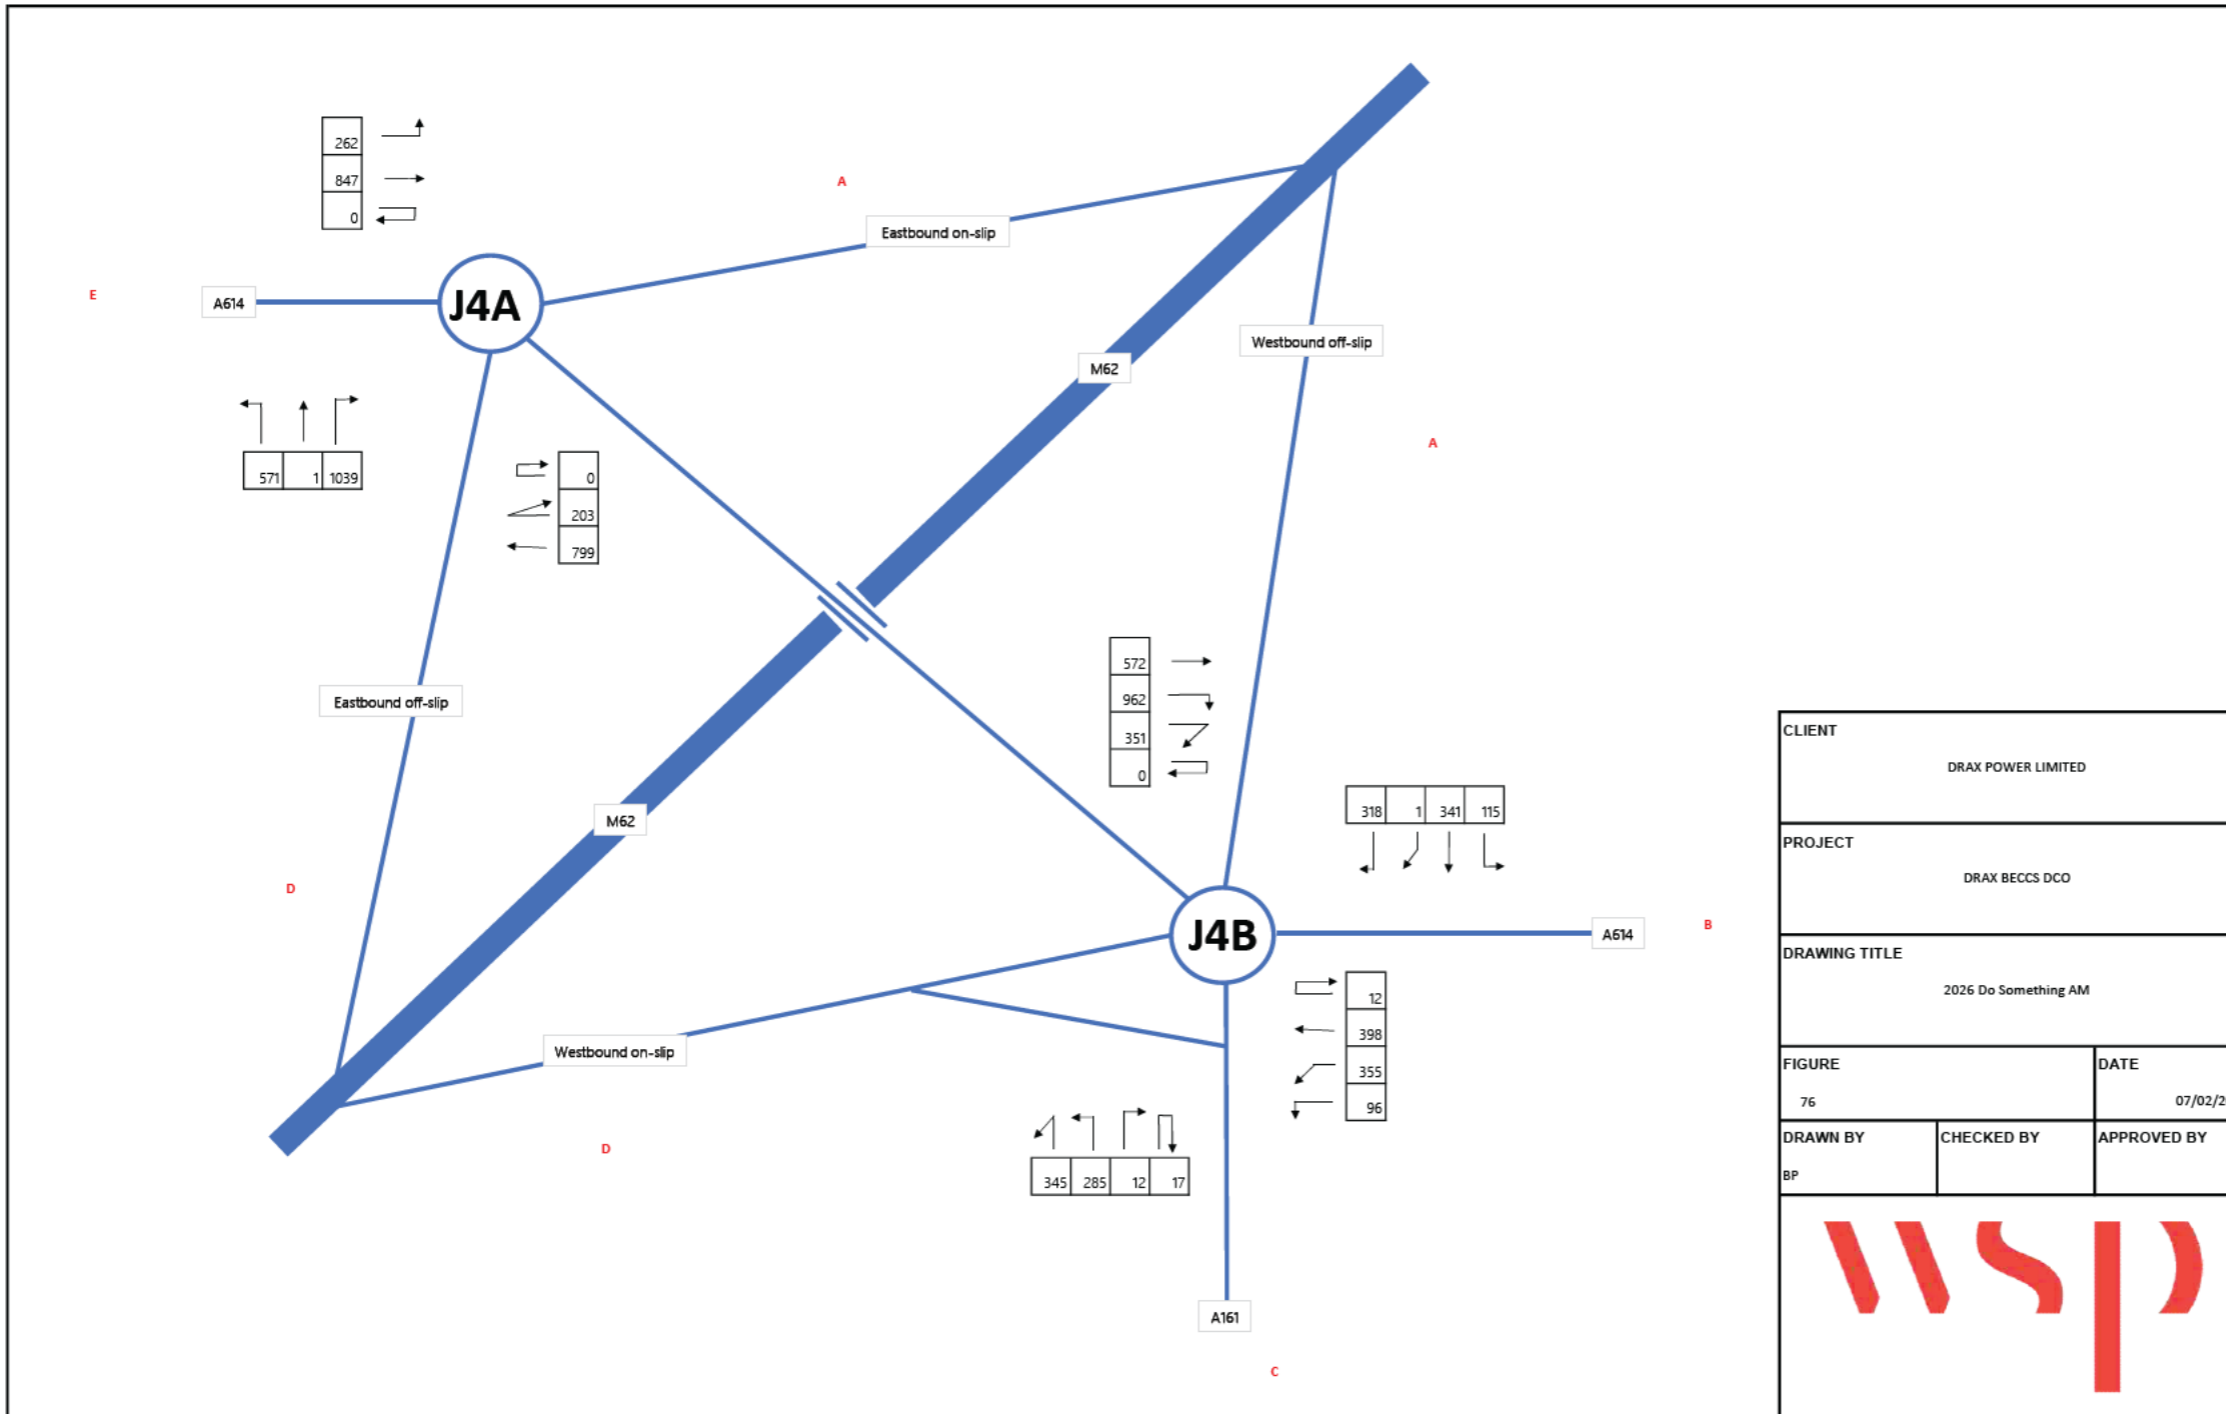 262
847
0
A
Eastbound on-slip
E
A614
J4A
Westbound off-slip
M62
A
571 1 1039
0
203
799
572
962
351
0
Eastbound off-slip
M62
318 1 341 115
D
J4B
A614
B
12
398
355
96
Westbound on-slip
D
345 285 12 17
A161
C
CLIENT
DRAX POWER LIMITED
PROJECT
DRAX BECCS DCO
DRAWING TITLE
2026 Do Something AM
FIGURE DATE
76 07/02/2
DRAWN BY CHECKED BY APPROVED BY
BP
wsp